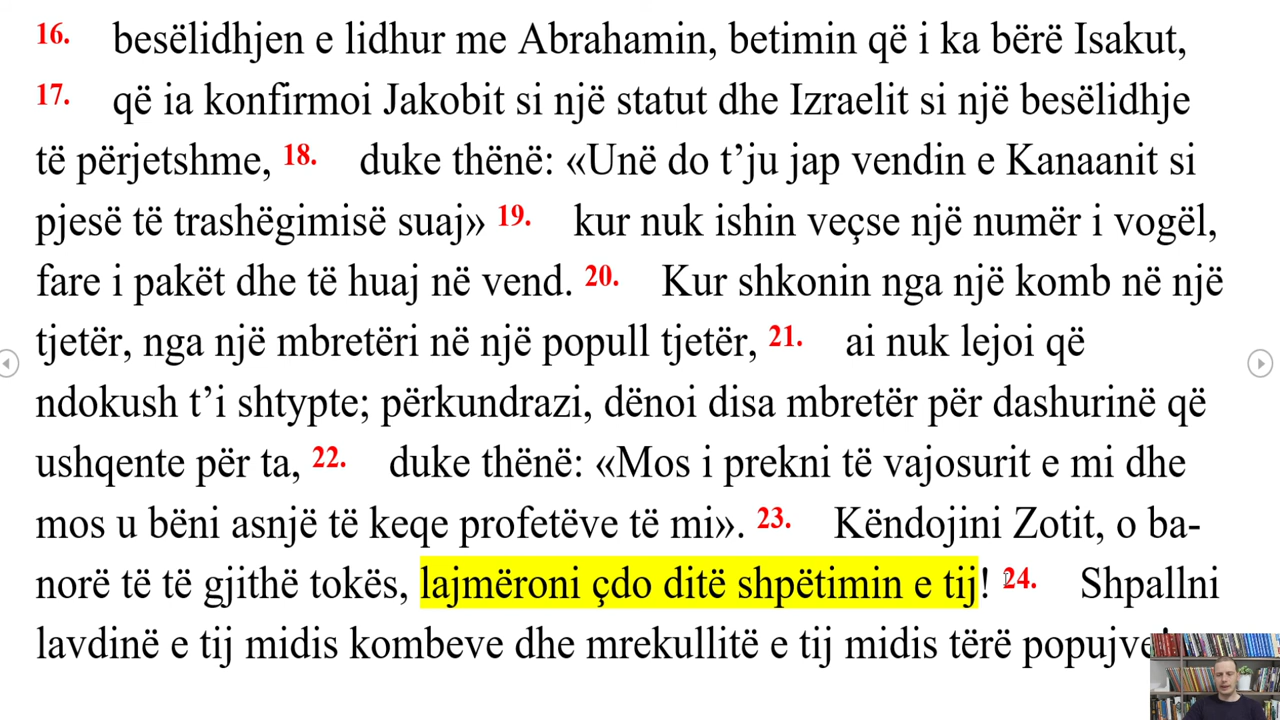 16. besëlidhjen e lidhur me Abrahamin, betimin që i ka bërë Isakut,
17. që ia konfirmoi Jakobit si një statut dhe Izraelit si një besëlidhje
të përjetshme, 18. duke thënë: «Unë do t’ju jap vendin e Kanaanit si
pjesë të trashëgimisë suaj» 19. kur nuk ishin veçse një numër i vogël,
fare i pakët dhe të huaj në vend. 20. Kur shkonin nga një komb në një
tjetër, nga një mbretëri në një popull tjetër, 21. ai nuk lejoi që
ndokush t’i shtypte; përkundrazi, dënoi disa mbretër për dashurinë që
ushqente për ta, 22. duke thënë: «Mos i prekni të vajosurit e mi dhe
mos u bëni asnjë të keqe profetëve të mi». 23. Këndojini Zotit, o ba-
norë të të gjithë tokës, lajmëroni çdo ditë shpëtimin e tij! 24. Shpallni
lavdinë e tij midis kombeve dhe mrekullitë e tij midis tërë